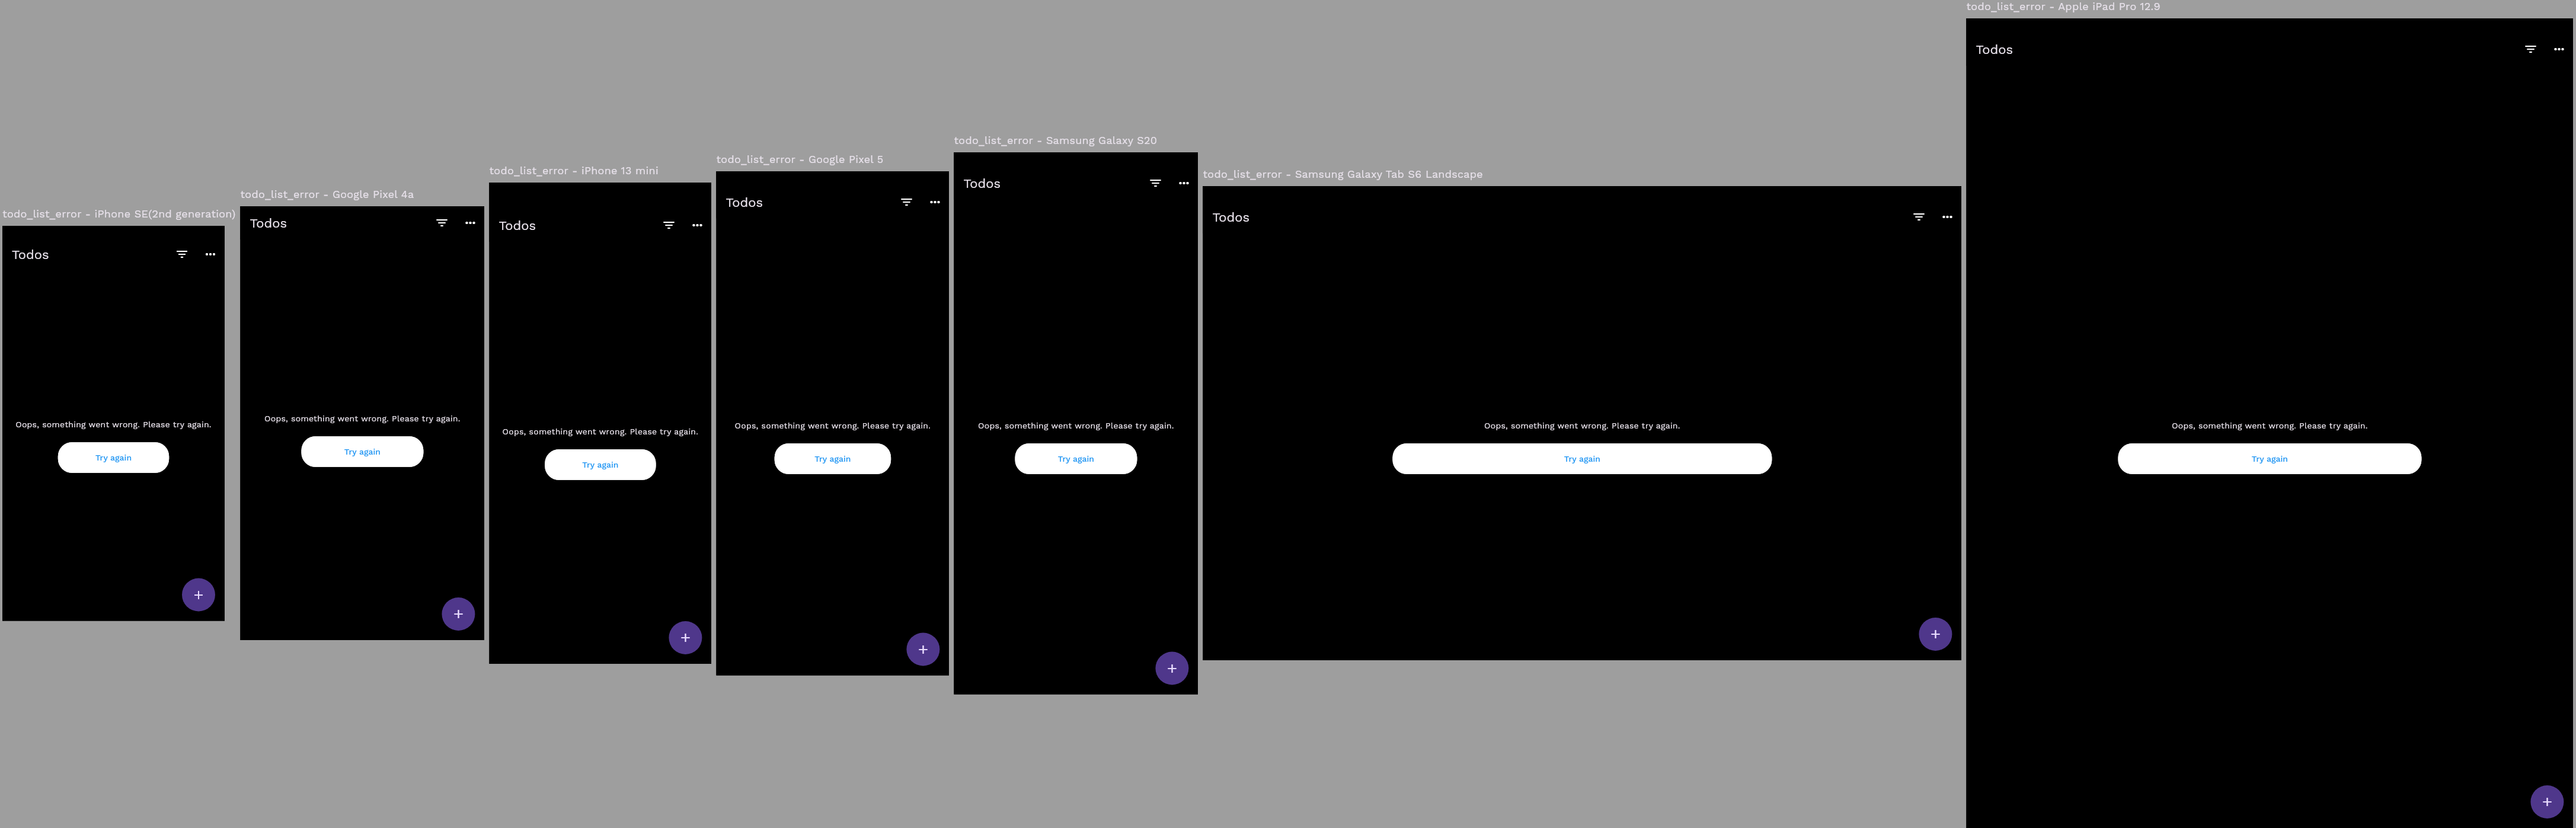 todo_list_error - iPhone SE(2nd generation)
Todos
Oops, something went wrong. Please try again.
Try again
todo_list_error - Google Pixel 4a
Todos
Oops, something went wrong. Please try again.
Try again
todo_list_error - iPhone 13 mini
Todos
Oops, something went wrong. Please try again.
Try again
todo_list_error - Google Pixel 5
Todos
Oops, something went wrong. Please try again.
Try again
todo_list_error - Samsung Galaxy S20
Todos
Oops, something went wrong. Please try again.
Try again
todo_list_error - Samsung Galaxy Tab S6 Landscape
Todos
Oops, something went wrong. Please try again.
Try again
todo_list_error - Apple iPad Pro 12.9
Todos
Oops, something went wrong. Please try again.
Try again